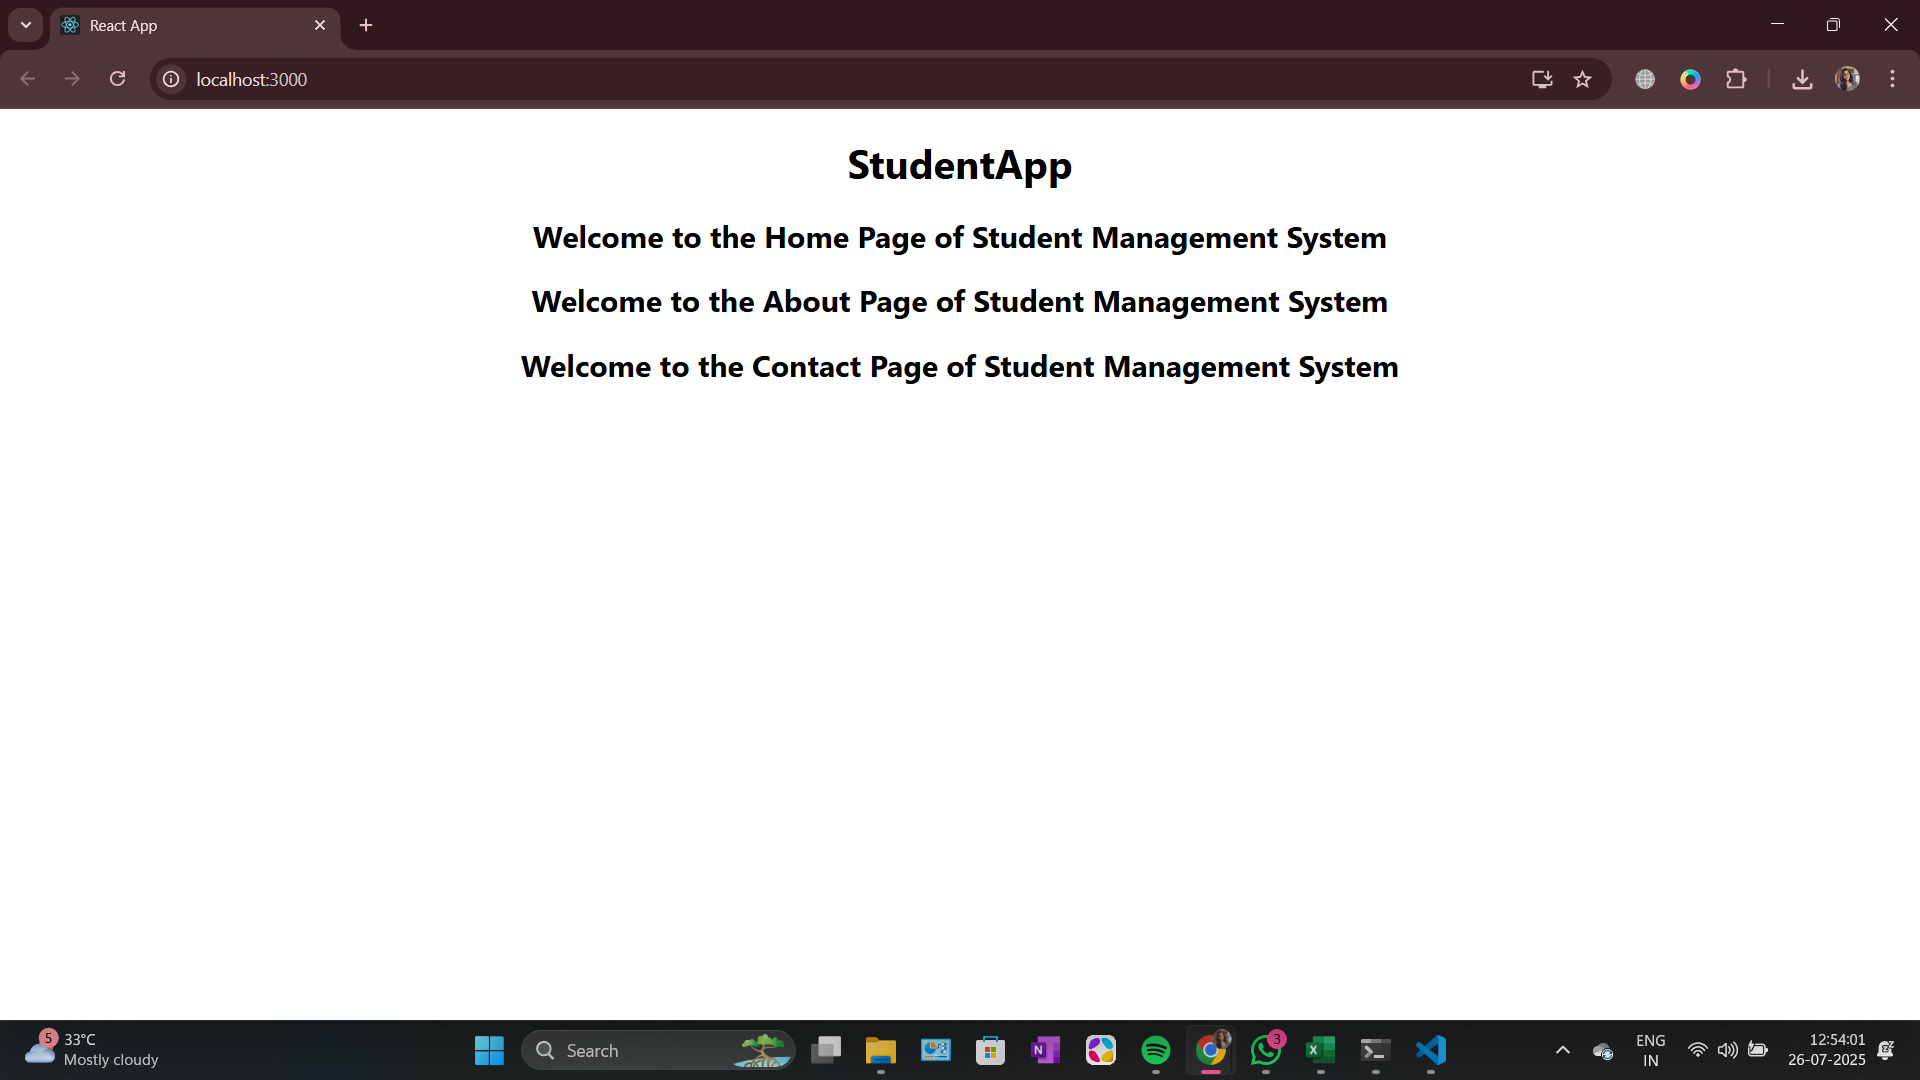 React App
localhost:3000
StudentApp
Welcome to the Home Page of Student Management System
Welcome to the About Page of Student Management System
Welcome to the Contact Page of Student Management System
5
33°C
Mostly cloudy
Search
N
3
X
ENG
IN
12:54:01
26-07-2025